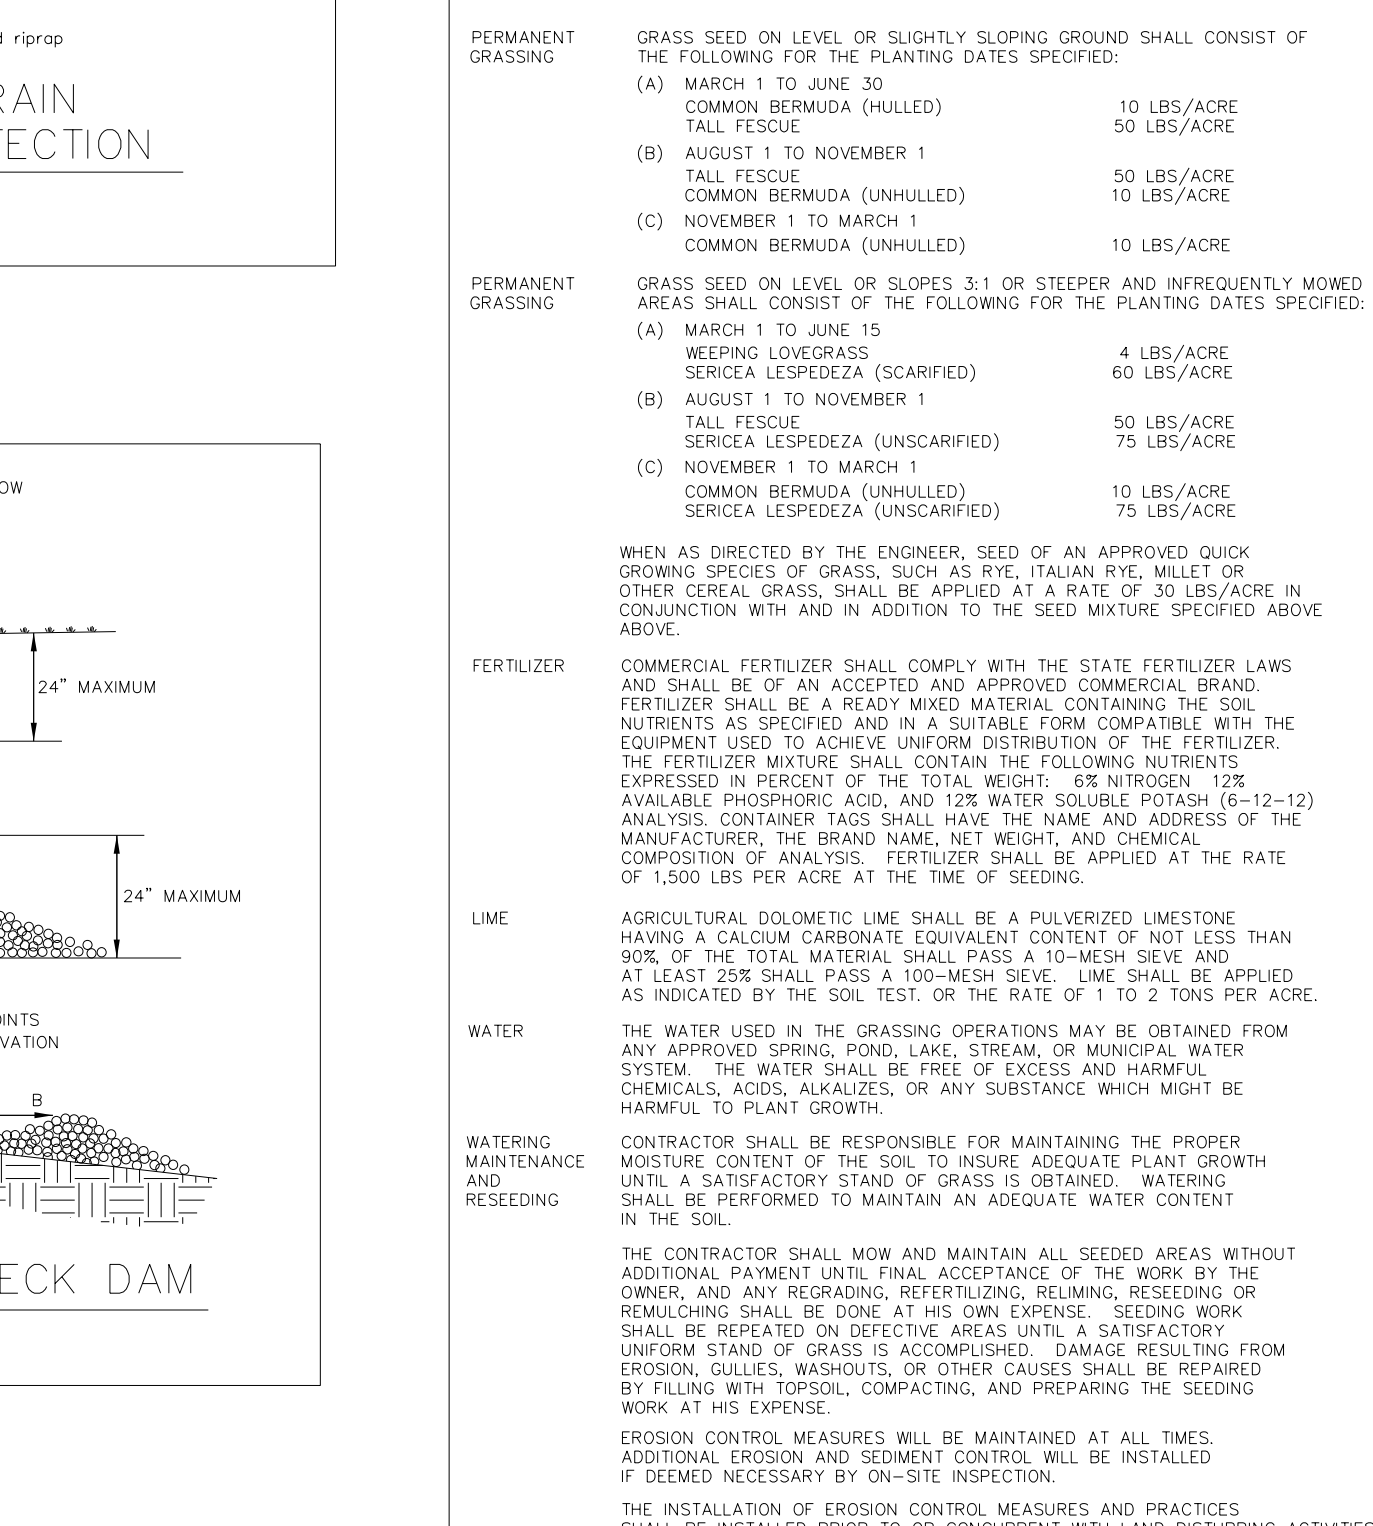 d riprap
RAIN
TECTION
OW
24" MAXIMUM
24" MAXIMUM
OINTS
VATION
B
ECK DAM
PERMANENT GRASS SEED ON LEVEL OR SLIGHTLY SLOPING GROUND SHALL CONSIST OF
GRASSING THE FOLLOWING FOR THE PLANTING DATES SPECIFIED:
(A) MARCH 1 TO JUNE 30
COMMON BERMUDA (HULLED) 10 LBS/ACRE
TALL FESCUE 50 LBS/ACRE
(B) AUGUST 1 TO NOVEMBER 1
TALL FESCUE 50 LBS/ACRE
COMMON BERMUDA (UNHULLED) 10 LBS/ACRE
(C) NOVEMBER 1 TO MARCH 1
COMMON BERMUDA (UNHULLED) 10 LBS/ACRE
PERMANENT GRASS SEED ON LEVEL OR SLOPES 3:1 OR STEEPER AND INFREQUENTLY MOWED
GRASSING AREAS SHALL CONSIST OF THE FOLLOWING FOR THE PLANTING DATES SPECIFIED:
(A) MARCH 1 TO JUNE 15
WEEPING LOVEGRASS 4 LBS/ACRE
SERICEA LESPEDEZA (SCARIFIED) 60 LBS/ACRE
(B) AUGUST 1 TO NOVEMBER 1
TALL FESCUE 50 LBS/ACRE
SERICEA LESPEDEZA (UNSCARIFIED) 75 LBS/ACRE
(C) NOVEMBER 1 TO MARCH 1
COMMON BERMUDA (UNHULLED) 10 LBS/ACRE
SERICEA LESPEDEZA (UNSCARIFIED) 75 LBS/ACRE
WHEN AS DIRECTED BY THE ENGINEER, SEED OF AN APPROVED QUICK
GROWING SPECIES OF GRASS, SUCH AS RYE, ITALIAN RYE, MILLET OR
OTHER CEREAL GRASS, SHALL BE APPLIED AT A RATE OF 30 LBS/ACRE IN
CONJUNCTION WITH AND IN ADDITION TO THE SEED MIXTURE SPECIFIED ABOVE
ABOVE.
FERTILIZER COMMERCIAL FERTILIZER SHALL COMPLY WITH THE STATE FERTILIZER LAWS
AND SHALL BE OF AN ACCEPTED AND APPROVED COMMERCIAL BRAND.
FERTILIZER SHALL BE A READY MIXED MATERIAL CONTAINING THE SOIL
NUTRIENTS AS SPECIFIED AND IN A SUITABLE FORM COMPATIBLE WITH THE
EQUIPMENT USED TO ACHIEVE UNIFORM DISTRIBUTION OF THE FERTILIZER.
THE FERTILIZER MIXTURE SHALL CONTAIN THE FOLLOWING NUTRIENTS
EXPRESSED IN PERCENT OF THE TOTAL WEIGHT: 6% NITROGEN 12%
AVAILABLE PHOSPHORIC ACID, AND 12% WATER SOLUBLE POTASH (6-12-12)
ANALYSIS. CONTAINER TAGS SHALL HAVE THE NAME AND ADDRESS OF THE
MANUFACTURER, THE BRAND NAME, NET WEIGHT, AND CHEMICAL
COMPOSITION OF ANALYSIS. FERTILIZER SHALL BE APPLIED AT THE RATE
OF 1,500 LBS PER ACRE AT THE TIME OF SEEDING.
LIME AGRICULTURAL DOLOMETIC LIME SHALL BE A PULVERIZED LIMESTONE
HAVING A CALCIUM CARBONATE EQUIVALENT CONTENT OF NOT LESS THAN
90%, OF THE TOTAL MATERIAL SHALL PASS A 10-MESH SIEVE AND
AT LEAST 25% SHALL PASS A 100-MESH SIEVE. LIME SHALL BE APPLIED
AS INDICATED BY THE SOIL TEST. OR THE RATE OF 1 TO 2 TONS PER ACRE.
WATER THE WATER USED IN THE GRASSING OPERATIONS MAY BE OBTAINED FROM
ANY APPROVED SPRING, POND, LAKE, STREAM, OR MUNICIPAL WATER
SYSTEM. THE WATER SHALL BE FREE OF EXCESS AND HARMFUL
CHEMICALS, ACIDS, ALKALIZES, OR ANY SUBSTANCE WHICH MIGHT BE
HARMFUL TO PLANT GROWTH.
WATERING CONTRACTOR SHALL BE RESPONSIBLE FOR MAINTAINING THE PROPER
MAINTENANCE MOISTURE CONTENT OF THE SOIL TO INSURE ADEQUATE PLANT GROWTH
AND UNTIL A SATISFACTORY STAND OF GRASS IS OBTAINED. WATERING
RESEEDING SHALL BE PERFORMED TO MAINTAIN AN ADEQUATE WATER CONTENT
IN THE SOIL.
THE CONTRACTOR SHALL MOW AND MAINTAIN ALL SEEDED AREAS WITHOUT
ADDITIONAL PAYMENT UNTIL FINAL ACCEPTANCE OF THE WORK BY THE
OWNER, AND ANY REGRADING, REFERTILIZING, RELIMING, RESEEDING OR
REMULCHING SHALL BE DONE AT HIS OWN EXPENSE. SEEDING WORK
SHALL BE REPEATED ON DEFECTIVE AREAS UNTIL A SATISFACTORY
UNIFORM STAND OF GRASS IS ACCOMPLISHED. DAMAGE RESULTING FROM
EROSION, GULLIES, WASHOUTS, OR OTHER CAUSES SHALL BE REPAIRED
BY FILLING WITH TOPSOIL, COMPACTING, AND PREPARING THE SEEDING
WORK AT HIS EXPENSE.
EROSION CONTROL MEASURES WILL BE MAINTAINED AT ALL TIMES.
ADDITIONAL EROSION AND SEDIMENT CONTROL WILL BE INSTALLED
IF DEEMED NECESSARY BY ON-SITE INSPECTION.
THE INSTALLATION OF EROSION CONTROL MEASURES AND PRACTICES
SHALL BE INSTALLED PRIOR TO OR CONCURRENT WITH LAND DISTURBING ACTIVITIES